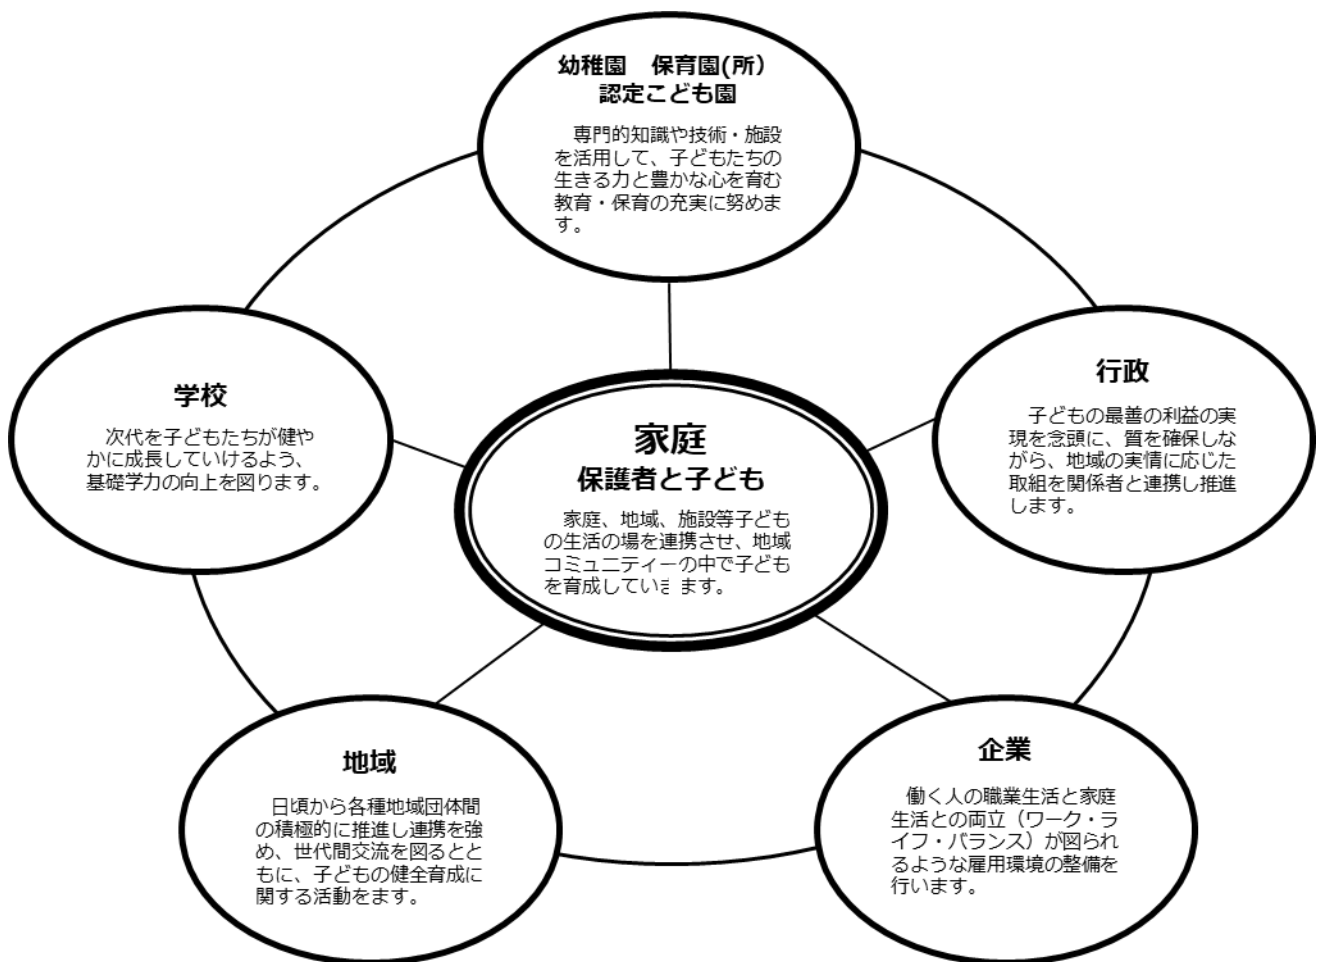 幼稚園　保育園(所）
認定こども園
専門的知識や技術・施設
を活用して、子どもたちの
生きる力と豊かな心を育む
教育・保育の充実に努めま
す。
学校
次代を子どもたちが健や
かに成長していけるよう、
基礎学力の向上を図ります。
行政
子どもの最善の利益の実
現を念頭に、質を確保しな
がら、地域の実情に応じた
取組を関係者と連携し推進
します。
家庭
保護者と子ども
家庭、地域、施設等子ども
の生活の場を連携させ、地域
コミュニティーの中で子ども
を育成していま ます。
地域
日頃から各種地域団体間
の積極的に推進し連携を強
め、世代間交流を図るとと
もに、子どもの健全育成に
関する活動をます。
企業
働く人の職業生活と家庭
生活との両立（ワーク・ラ
イフ・バランス）が図られ
るような雇用環境の整備を
行います。